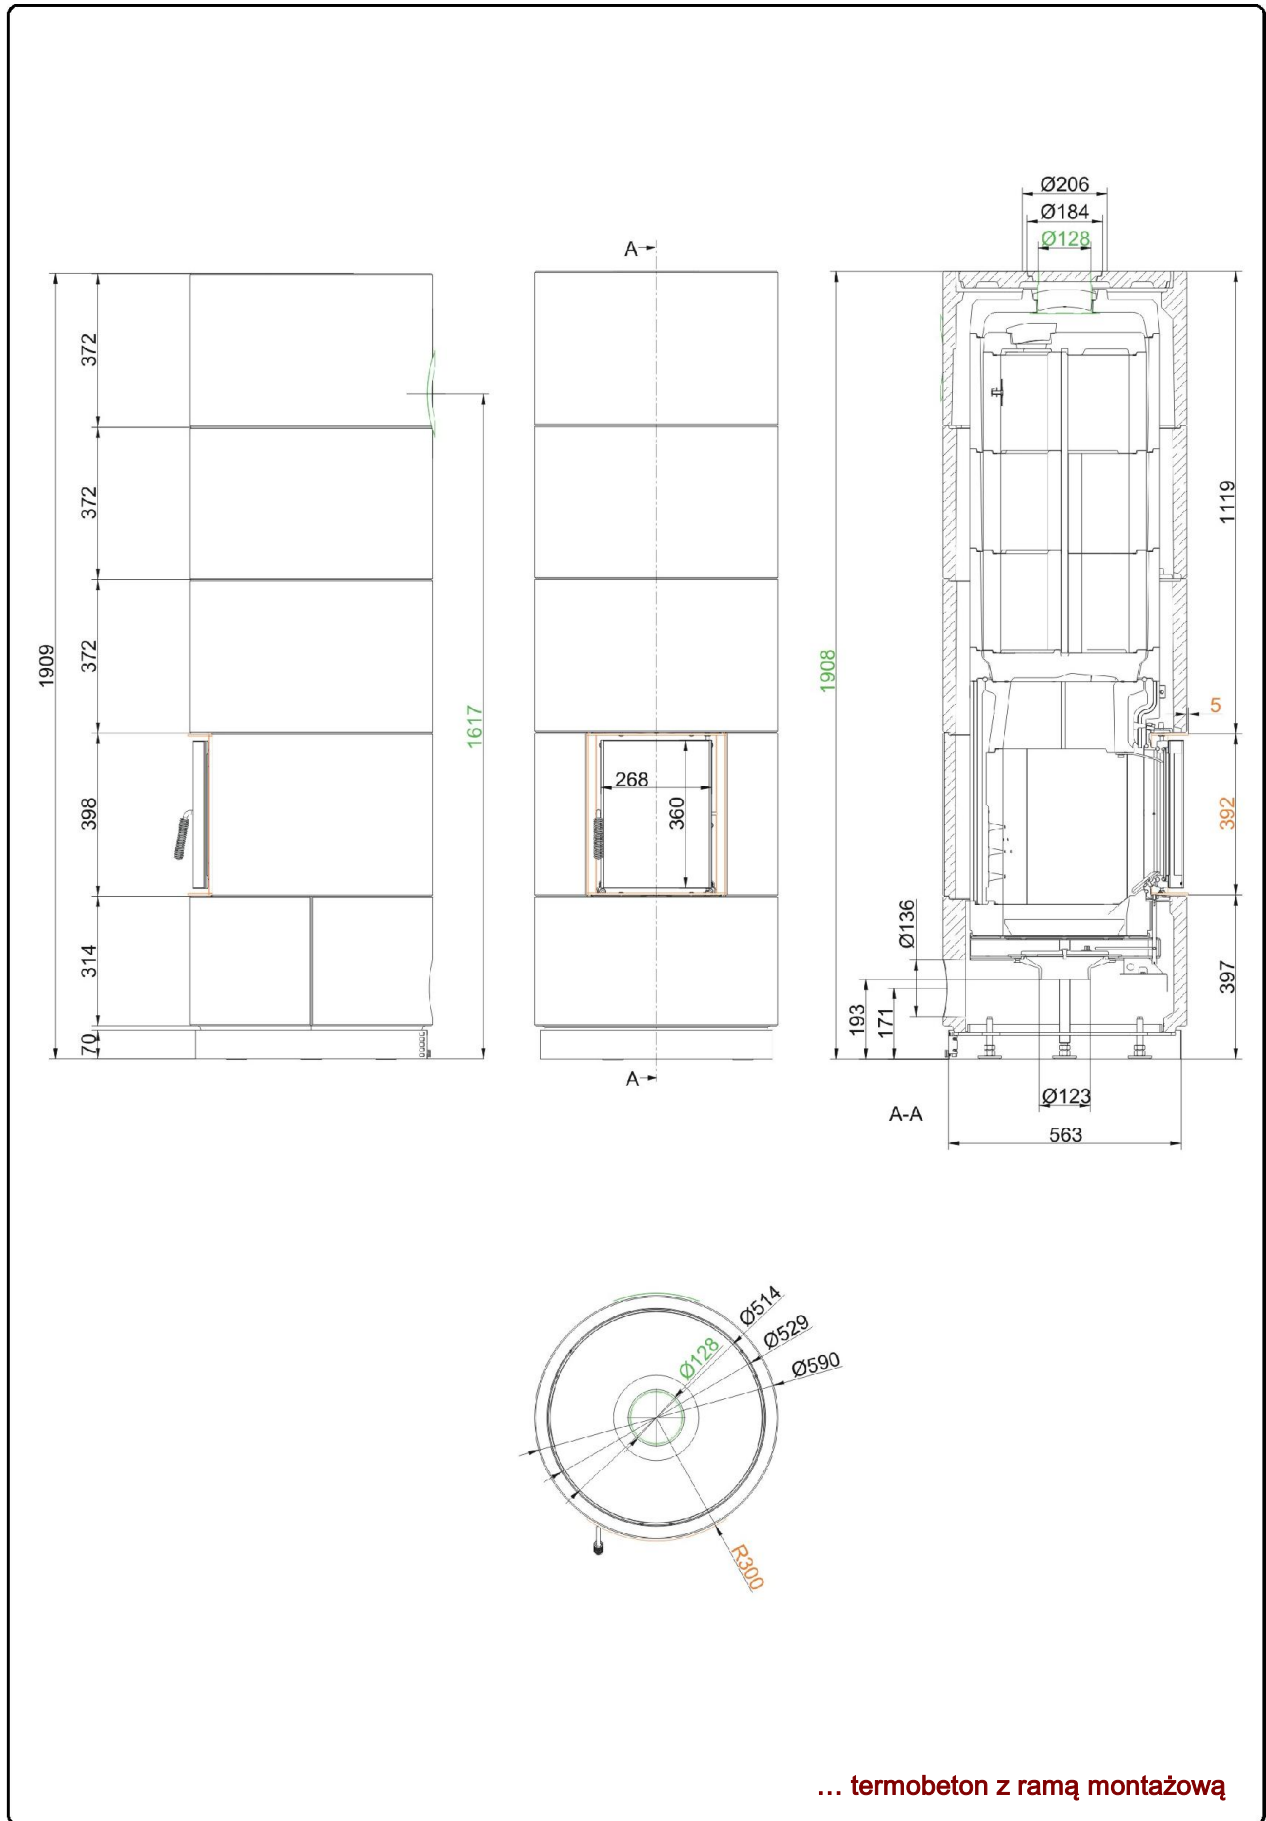 Ø206
Ø184
Ø128
A
372
372
372
1909
398
314
70
1617
268
360
A
1908
1119
5
392
397
Ø136
193
171
Ø123
A-A
563
Ø514
Ø529
Ø590
Ø128
R300
... termobeton z ramą montażową